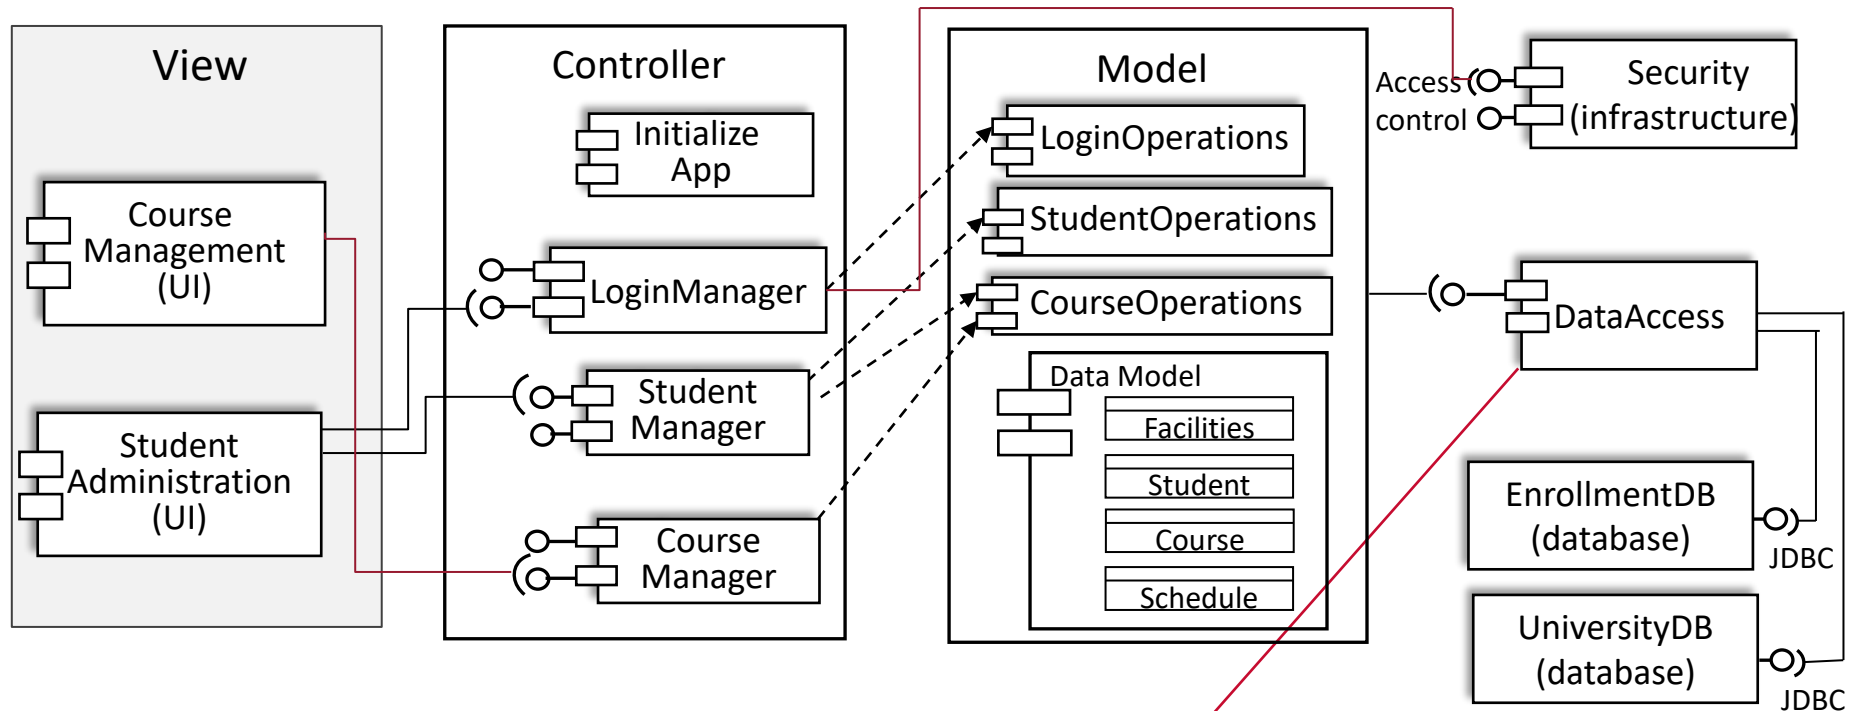 View
Course
Management
(UI)
Student
Administration
(UI)
Controller
Initialize
App
LoginManager
Student
Manager
Course
Manager
Model
LoginOperations
StudentOperations
CourseOperations
Data Model
Facilities
Student
Course
Schedule
Access
control
Security
(infrastructure)
DataAccess
EnrollmentDB
(database)
JDBC
UniversityDB
(database)
JDBC